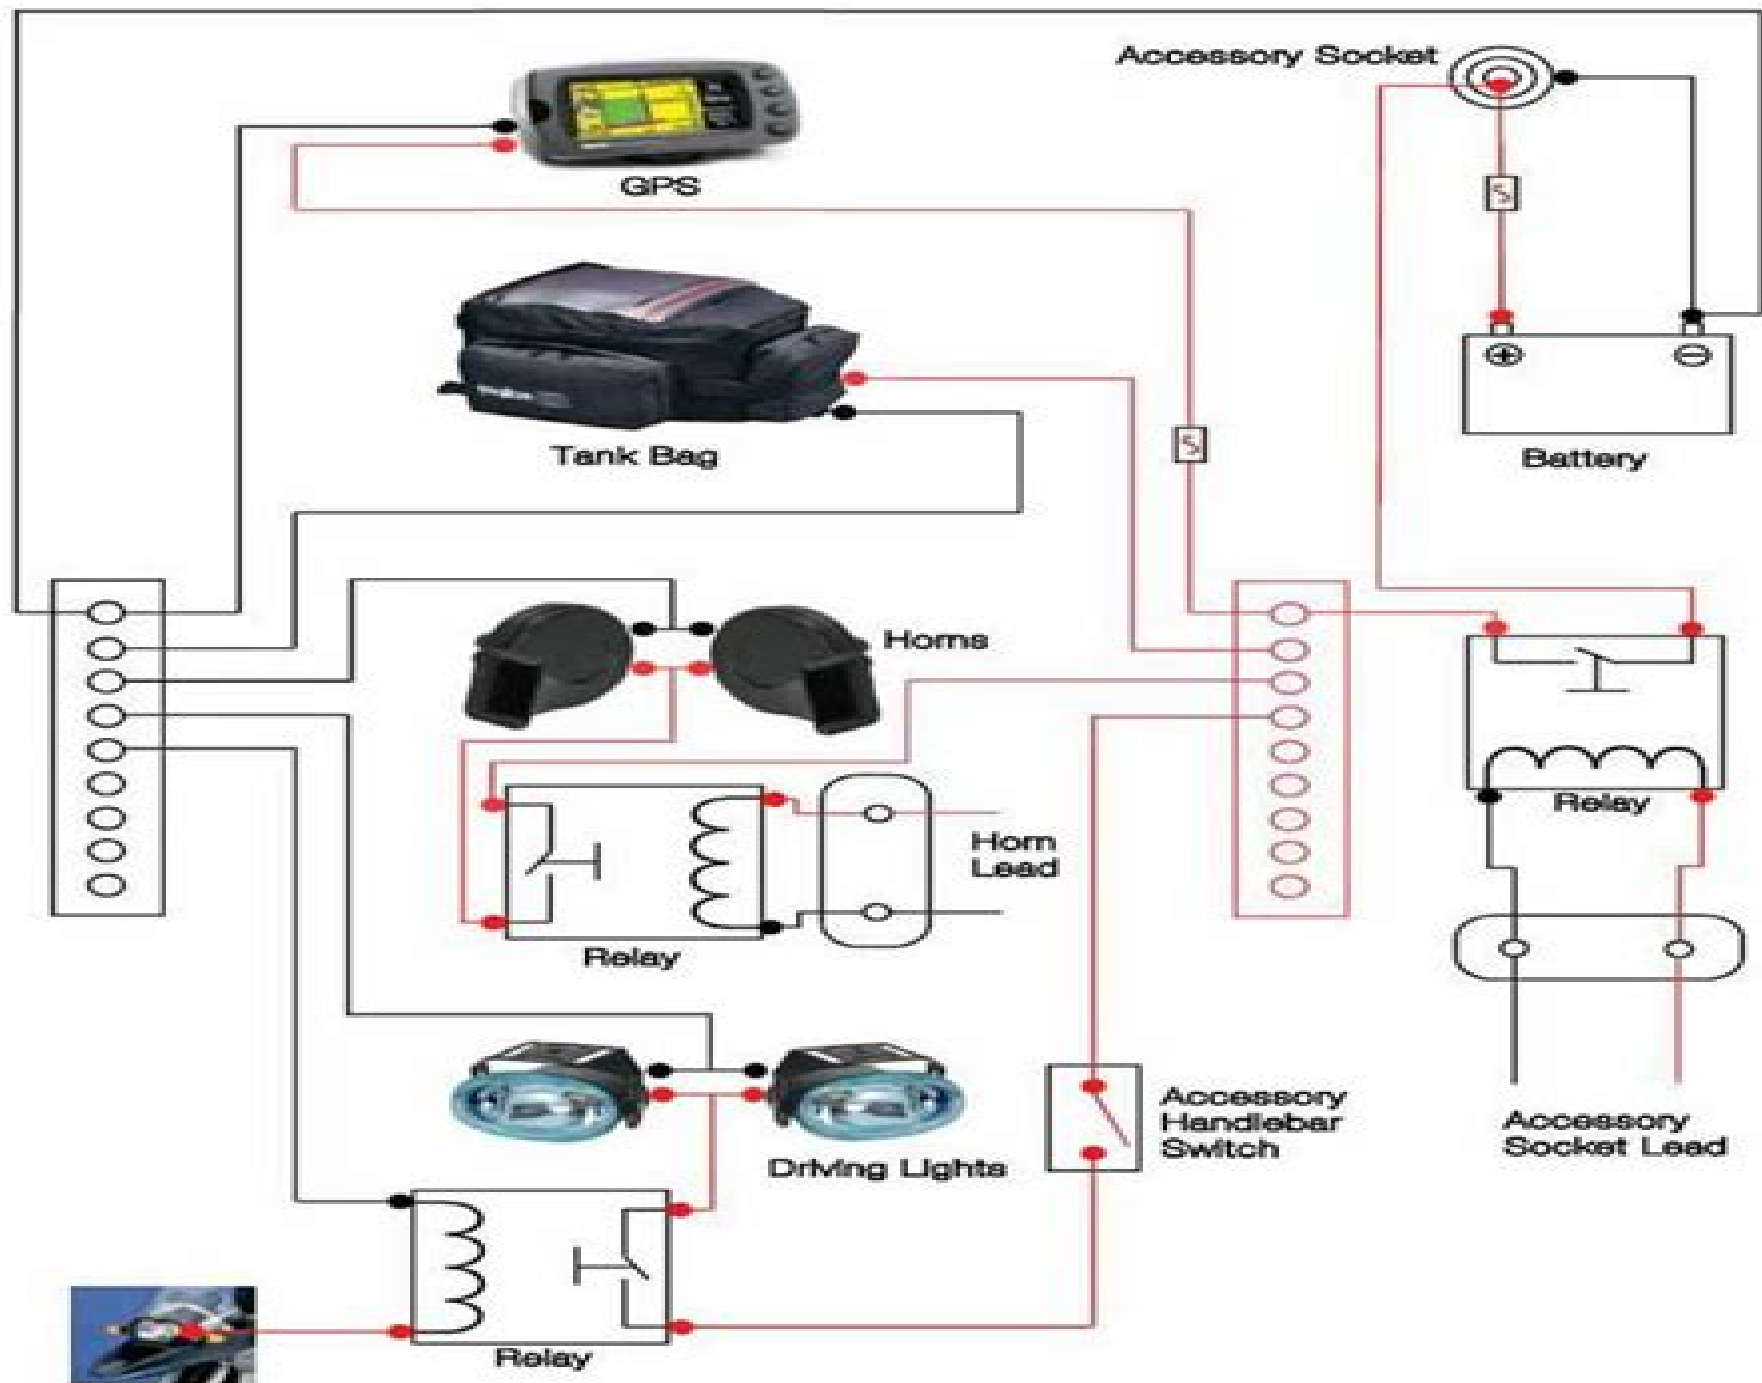 Accessory Socket
GPS
Tank Bag
Battery
Horns
Relay
Horn
Lead
Relay
Accessory
Handlebar
Switch
Accessory
Socket Lead
Driving Lights
Relay